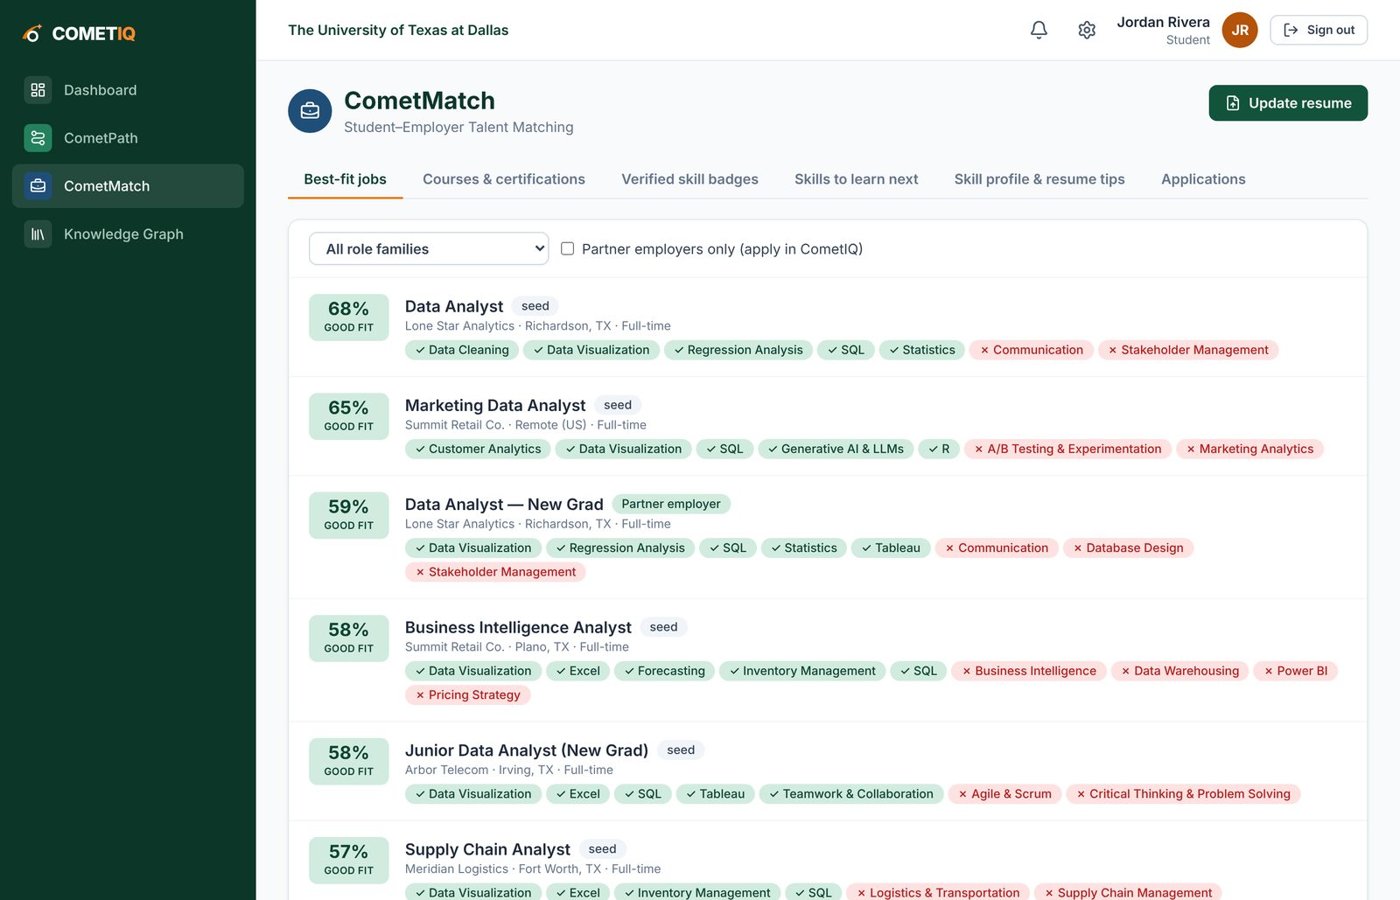 COMETIQ
Dashboard
CometPath
CometMatch
Knowledge Graph
The University of Texas at Dallas
Jordan Rivera
Student
JR
Sign out
CometMatch
Student–Employer Talent Matching
Update resume
Best-fit jobs
Courses & certifications
Verified skill badges
Skills to learn next
Skill profile & resume tips
Applications
All role families
Partner employers only (apply in CometIQ)
68%
GOOD FIT
Data Analyst seed
Lone Star Analytics · Richardson, TX · Full-time
✓ Data Cleaning ✓ Data Visualization ✓ Regression Analysis ✓ SQL ✓ Statistics × Communication × Stakeholder Management
65%
GOOD FIT
Marketing Data Analyst seed
Summit Retail Co. · Remote (US) · Full-time
✓ Customer Analytics ✓ Data Visualization ✓ SQL ✓ Generative AI & LLMs ✓ R × A/B Testing & Experimentation × Marketing Analytics
59%
GOOD FIT
Data Analyst — New Grad Partner employer
Lone Star Analytics · Richardson, TX · Full-time
✓ Data Visualization ✓ Regression Analysis ✓ SQL ✓ Statistics ✓ Tableau × Communication × Database Design
× Stakeholder Management
58%
GOOD FIT
Business Intelligence Analyst seed
Summit Retail Co. · Plano, TX · Full-time
✓ Data Visualization ✓ Excel ✓ Forecasting ✓ Inventory Management ✓ SQL × Business Intelligence × Data Warehousing × Power BI
× Pricing Strategy
58%
GOOD FIT
Junior Data Analyst (New Grad) seed
Arbor Telecom · Irving, TX · Full-time
✓ Data Visualization ✓ Excel ✓ SQL ✓ Tableau ✓ Teamwork & Collaboration × Agile & Scrum × Critical Thinking & Problem Solving
57%
GOOD FIT
Supply Chain Analyst seed
Meridian Logistics · Fort Worth, TX · Full-time
✓ Data Visualization ✓ Excel ✓ Inventory Management ✓ SQL × Logistics & Transportation × Supply Chain Management